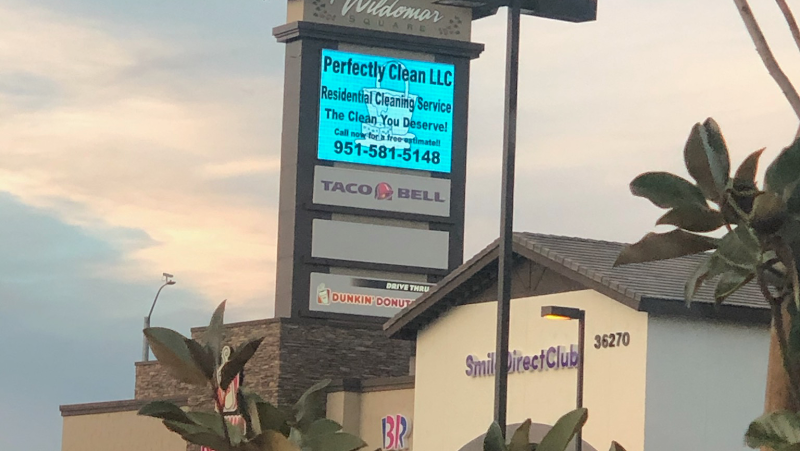 Wildomar
SQUARE
Perfectly Clean LLC
Residential Cleaning Service
The Clean You Deserve!
Call now for a free estimate!!
951-581-5148
TACO BELL
DRIVE THRU
DUNKIN' DONUTS
36270
SmileDirectClub
BR